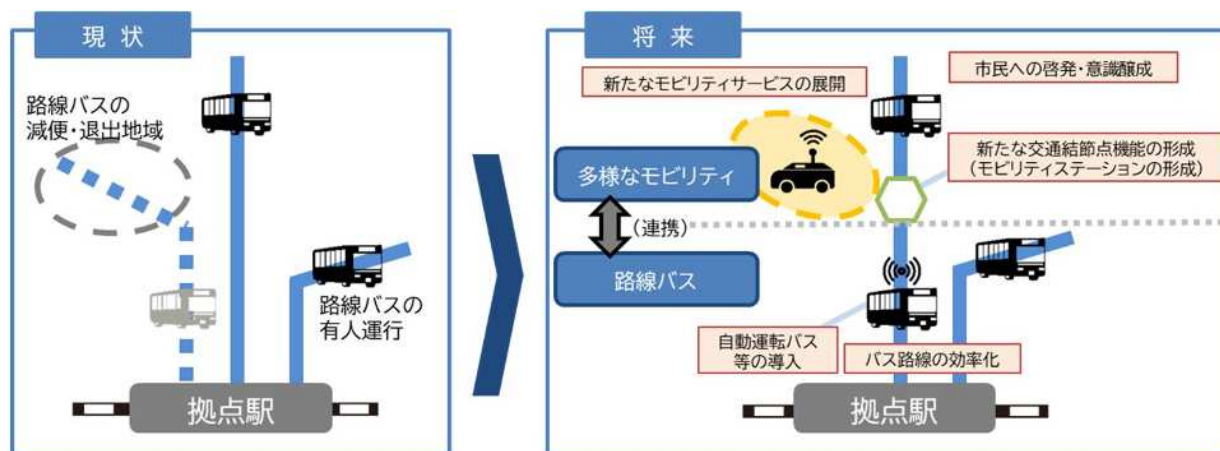 現状
路線バスの
減便・退出地域
路線バスの
有人運行
拠点駅
将来
新たなモビリティサービスの展開
市民への啓発・意識醸成
多様なモビリティ
新たな交通結節点機能の形成
（モビリティステーションの形成）
（連携）
路線バス
自動運転バス
等の導入
バス路線の効率化
拠点駅